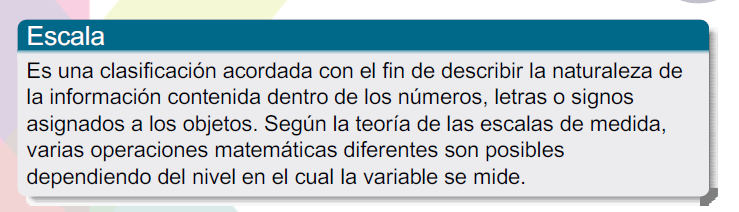 Escala
Es una clasificación acordada con el fin de describir la naturaleza de
la información contenida dentro de los números, letras o signos
asignados a los objetos. Según la teoría de las escalas de medida,
varias operaciones matemáticas diferentes son posibles
dependiendo del nivel en el cual la variable se mide.